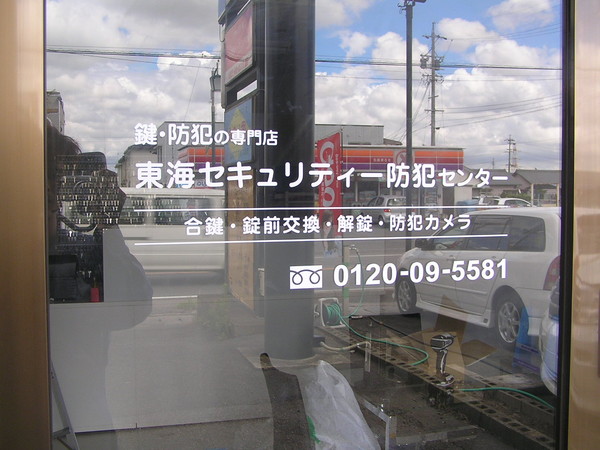 鍵・防犯の専門店
東海セキュリティー防犯センター
合鍵・錠前交換・解錠・防犯カメラ
0120-09-5581